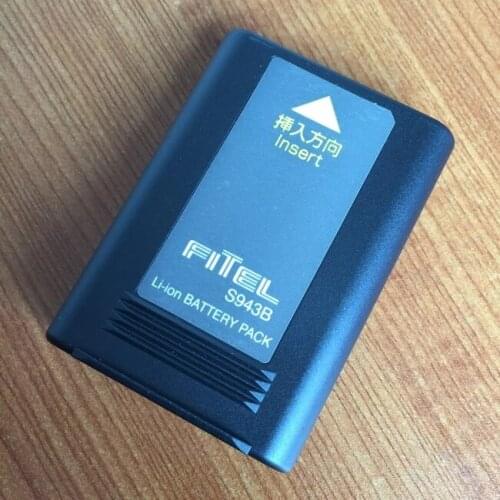 挿入方向
Insert
FITEL
S943B
Li-ion BATTERY PACK